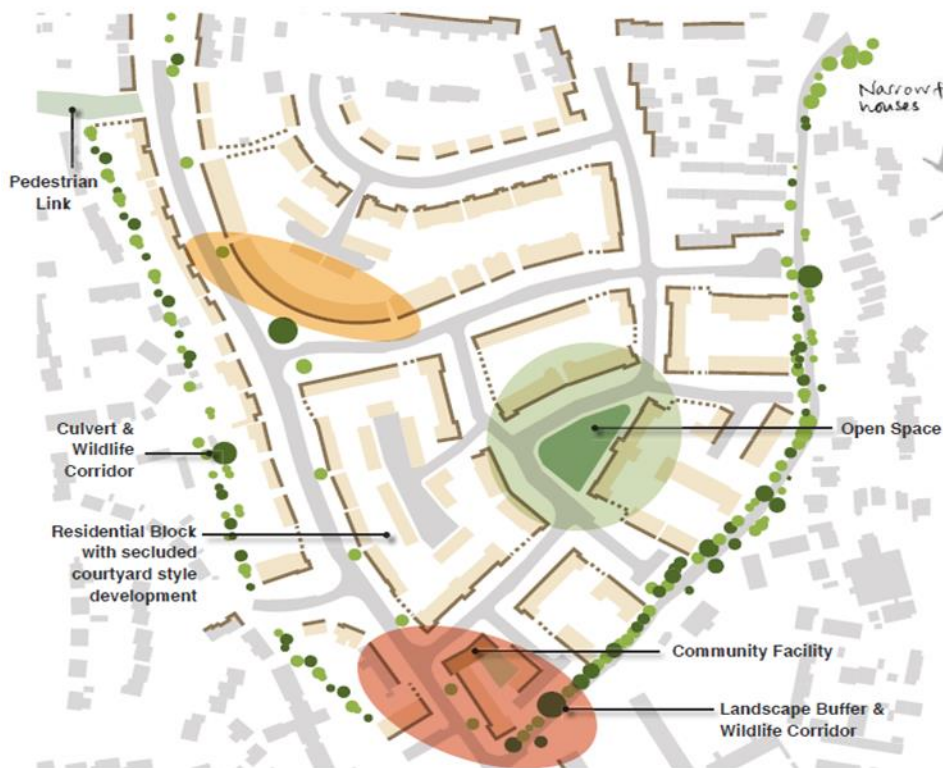 Narrow
houses
Pedestrian
Link
Culvert &
Wildlife
Corridor
Open Space
Residential Block
with secluded
courtyard style
development
Community Facility
Landscape Buffer &
Wildlife Corridor